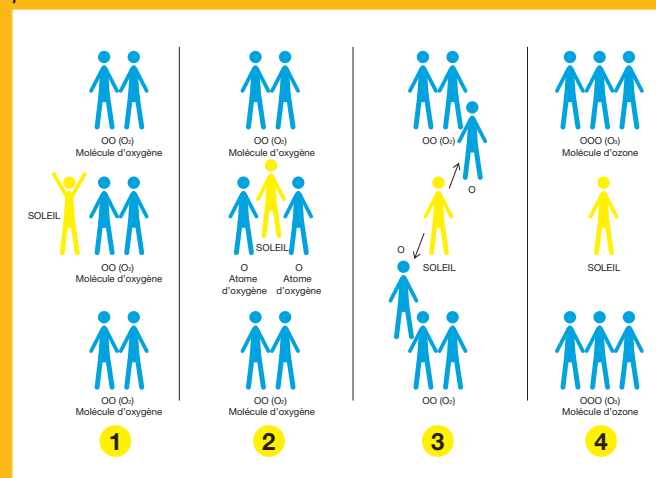 OO (O₂)
Molécule d'oxygène
SOLEIL
OO (O₂)
Molécule d'oxygène
OO (O₂)
Molécule d'oxygène
1
OO (O₂)
Molécule d'oxygène
SOLEIL
O
Atome
d'oxygène
O
Atome
d'oxygène
OO (O₂)
Molécule d'oxygène
2
OO (O₂)
O
SOLEIL
O
OO (O₂)
3
OOO (O₃)
Molécule d'ozone
SOLEIL
OOO (O₃)
Molécule d'ozone
4